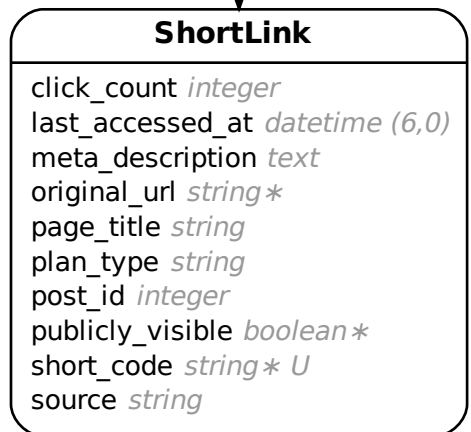 ShortLink
click_count integer
last_accessed_at datetime (6,0)
meta_description text
original_url string∗
page_title string
plan_type string
post_id integer
publicly_visible boolean∗
short_code string∗ U
source string